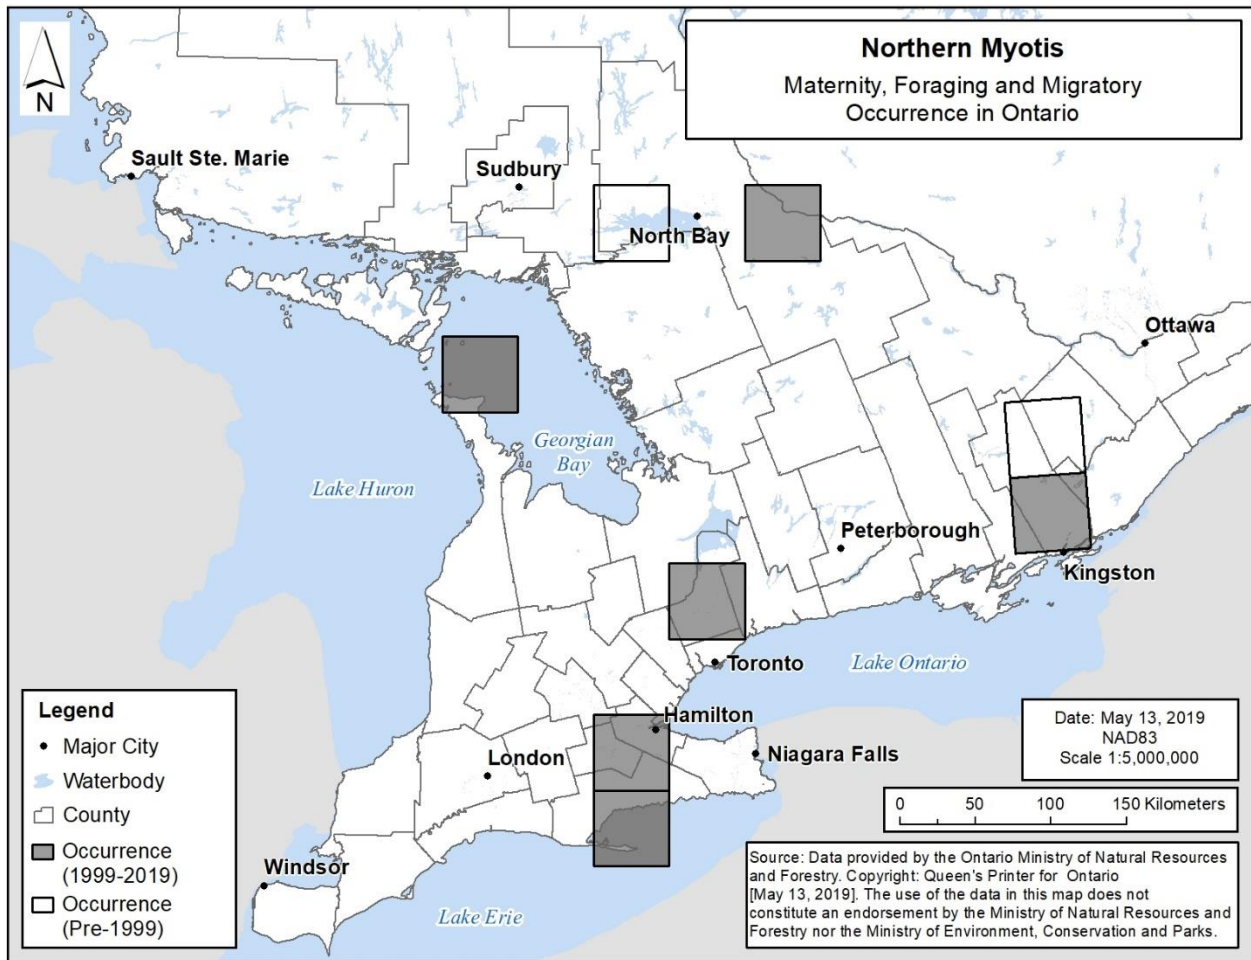 Northern Myotis
Maternity, Foraging and Migratory
Occurrence in Ontario
N
Sault Ste. Marie
Sudbury
North Bay
Ottawa
Georgian
Bay
Lake Huron
Peterborough
Kingston
Toronto
Lake Ontario
Hamilton
London
Niagara Falls
Windsor
Lake Erie
Legend
Major City
Waterbody
County
Occurrence
(1999-2019)
Occurrence
(Pre-1999)
Date: May 13, 2019
NAD83
Scale 1:5,000,000
0 50 100 150 Kilometers
Source: Data provided by the Ontario Ministry of Natural Resources
and Forestry. Copyright: Queen's Printer for Ontario
[May 13, 2019]. The use of the data in this map does not
constitute an endorsement by the Ministry of Natural Resources and
Forestry nor the Ministry of Environment, Conservation and Parks.